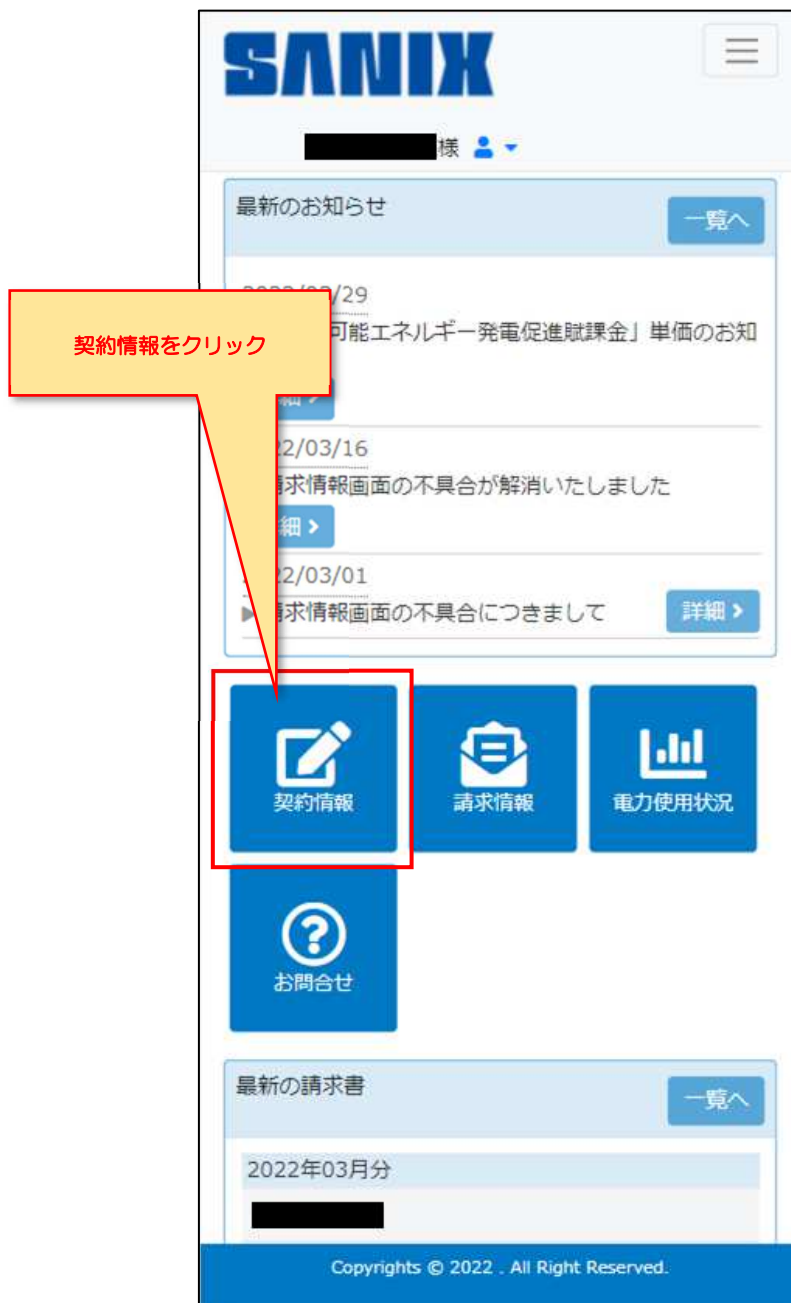 SANIX
様
最新のお知らせ
一覧へ
/29
契約情報をクリック
可能エネルギー発電促進賦課金」単価のお知
細
22/03/16
求情報画面の不具合が解消いたしました
細
22/03/01
求情報画面の不具合につきまして
詳細
契約情報
請求情報
電力使用状況
お問合せ
最新の請求書
一覧へ
2022年03月分
Copyrights © 2022 . All Right Reserved.